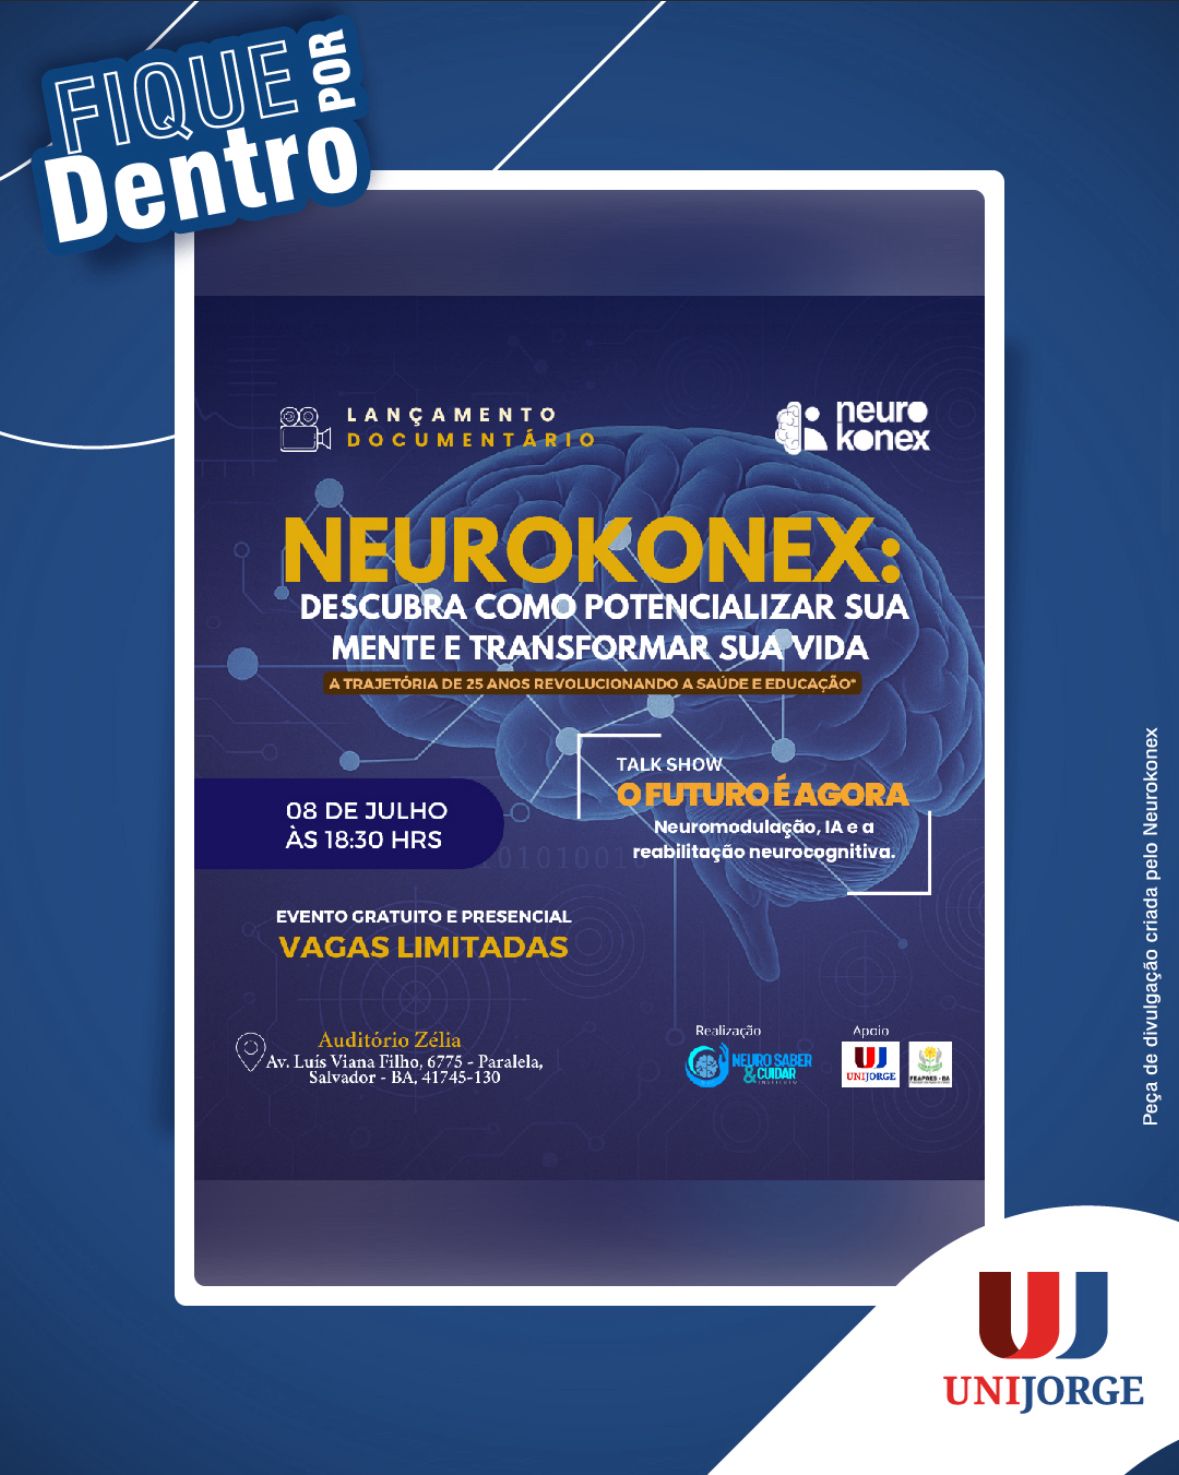 FIQUE POR
Dentro
LANÇAMENTO
DOCUMENTÁRIO
neuro
konex
NEUROKONEX:
DESCUBRA COMO POTENCIALIZAR SUA
MENTE E TRANSFORMAR SUA VIDA
A TRAJETÓRIA DE 25 ANOS REVOLUCIONANDO A SAÚDE E EDUCAÇÃO"
TALK SHOW
O FUTURO É AGORA
Neuromodulação, IA e a
reabilitação neurocognitiva.
08 DE JULHO
ÀS 18:30 HRS
EVENTO GRATUITO E PRESENCIAL
VAGAS LIMITADAS
Auditório Zélia
Av. Luís Viana Filho, 6775 - Paralela,
Salvador - BA, 41745-130
Realização
NEURO SABER
& CUIDAR
INSTITUTO
Apoio
UNIJORGE
FEAPAES - BA
Peça de divulgação criada pelo Neurokonex
UNIJORGE